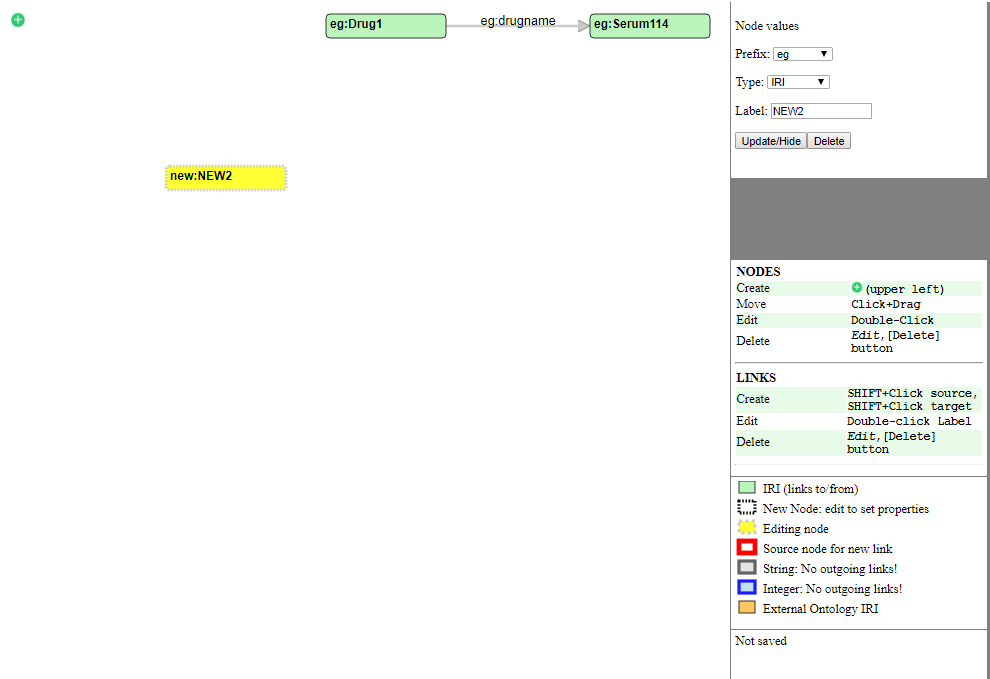 eg:Drug1
eg:drugname
eg:Serum114
new:NEW2
Node values
Prefix: eg
Type: IRI
Label: NEW2
Update/Hide Delete
NODES
Create (upper left)
Move Click+Drag
Edit Double-Click
Delete Edit,[Delete]
button
LINKS
Create SHIFT+Click source,
SHIFT+Click target
Edit Double-click Label
Delete Edit,[Delete]
button
IRI (links to/from)
New Node: edit to set properties
Editing node
Source node for new link
String: No outgoing links!
Integer: No outgoing links!
External Ontology IRI
Not saved